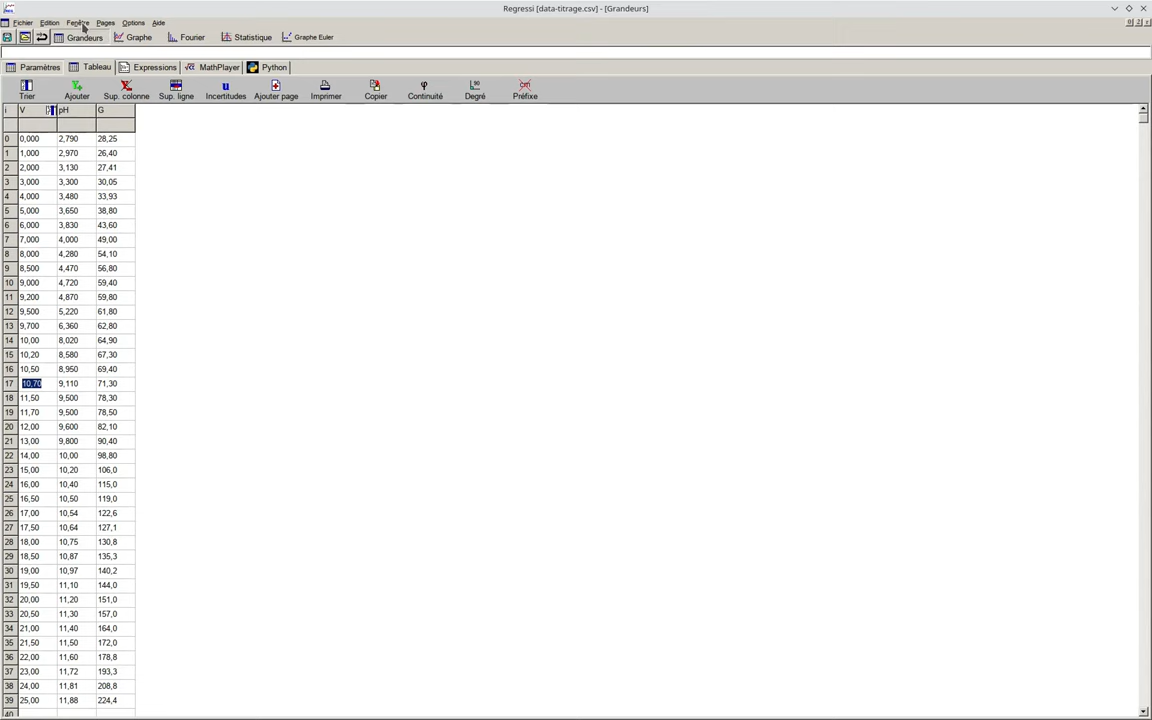 Regressi [data-titrage.csv] - [Grandeurs]
Fichier Edition Fenêtre Pages Options Aide
Grandeurs Graphe Fourier Statistique Graphe Euler
Paramètres Tableau Expressions MathPlayer Python
Trier Ajouter Sup. colonne Sup. ligne Incertitudes Ajouter page Imprimer Copier Continuité Degré Préfixe
i V pH G
0 0,000 2,790 28,25
1 1,000 2,970 26,40
2 2,000 3,130 27,41
3 3,000 3,300 30,05
4 4,000 3,480 33,93
5 5,000 3,650 38,80
6 6,000 3,830 43,60
7 7,000 4,000 49,00
8 8,000 4,280 54,10
9 8,500 4,470 56,80
10 9,000 4,720 59,40
11 9,200 4,870 59,80
12 9,500 5,220 61,80
13 9,700 6,360 62,80
14 10,00 8,020 64,90
15 10,20 8,580 67,30
16 10,50 8,950 69,40
17 10,70 9,110 71,30
18 11,50 9,500 78,30
19 11,70 9,500 78,50
20 12,00 9,600 82,10
21 13,00 9,800 90,40
22 14,00 10,00 98,80
23 15,00 10,20 106,0
24 16,00 10,40 115,0
25 16,50 10,50 119,0
26 17,00 10,54 122,6
27 17,50 10,64 127,1
28 18,00 10,75 130,8
29 18,50 10,87 135,3
30 19,00 10,97 140,2
31 19,50 11,10 144,0
32 20,00 11,20 151,0
33 20,50 11,30 157,0
34 21,00 11,40 164,0
35 21,50 11,50 172,0
36 22,00 11,60 178,8
37 23,00 11,72 193,3
38 24,00 11,81 208,8
39 25,00 11,88 224,4
40